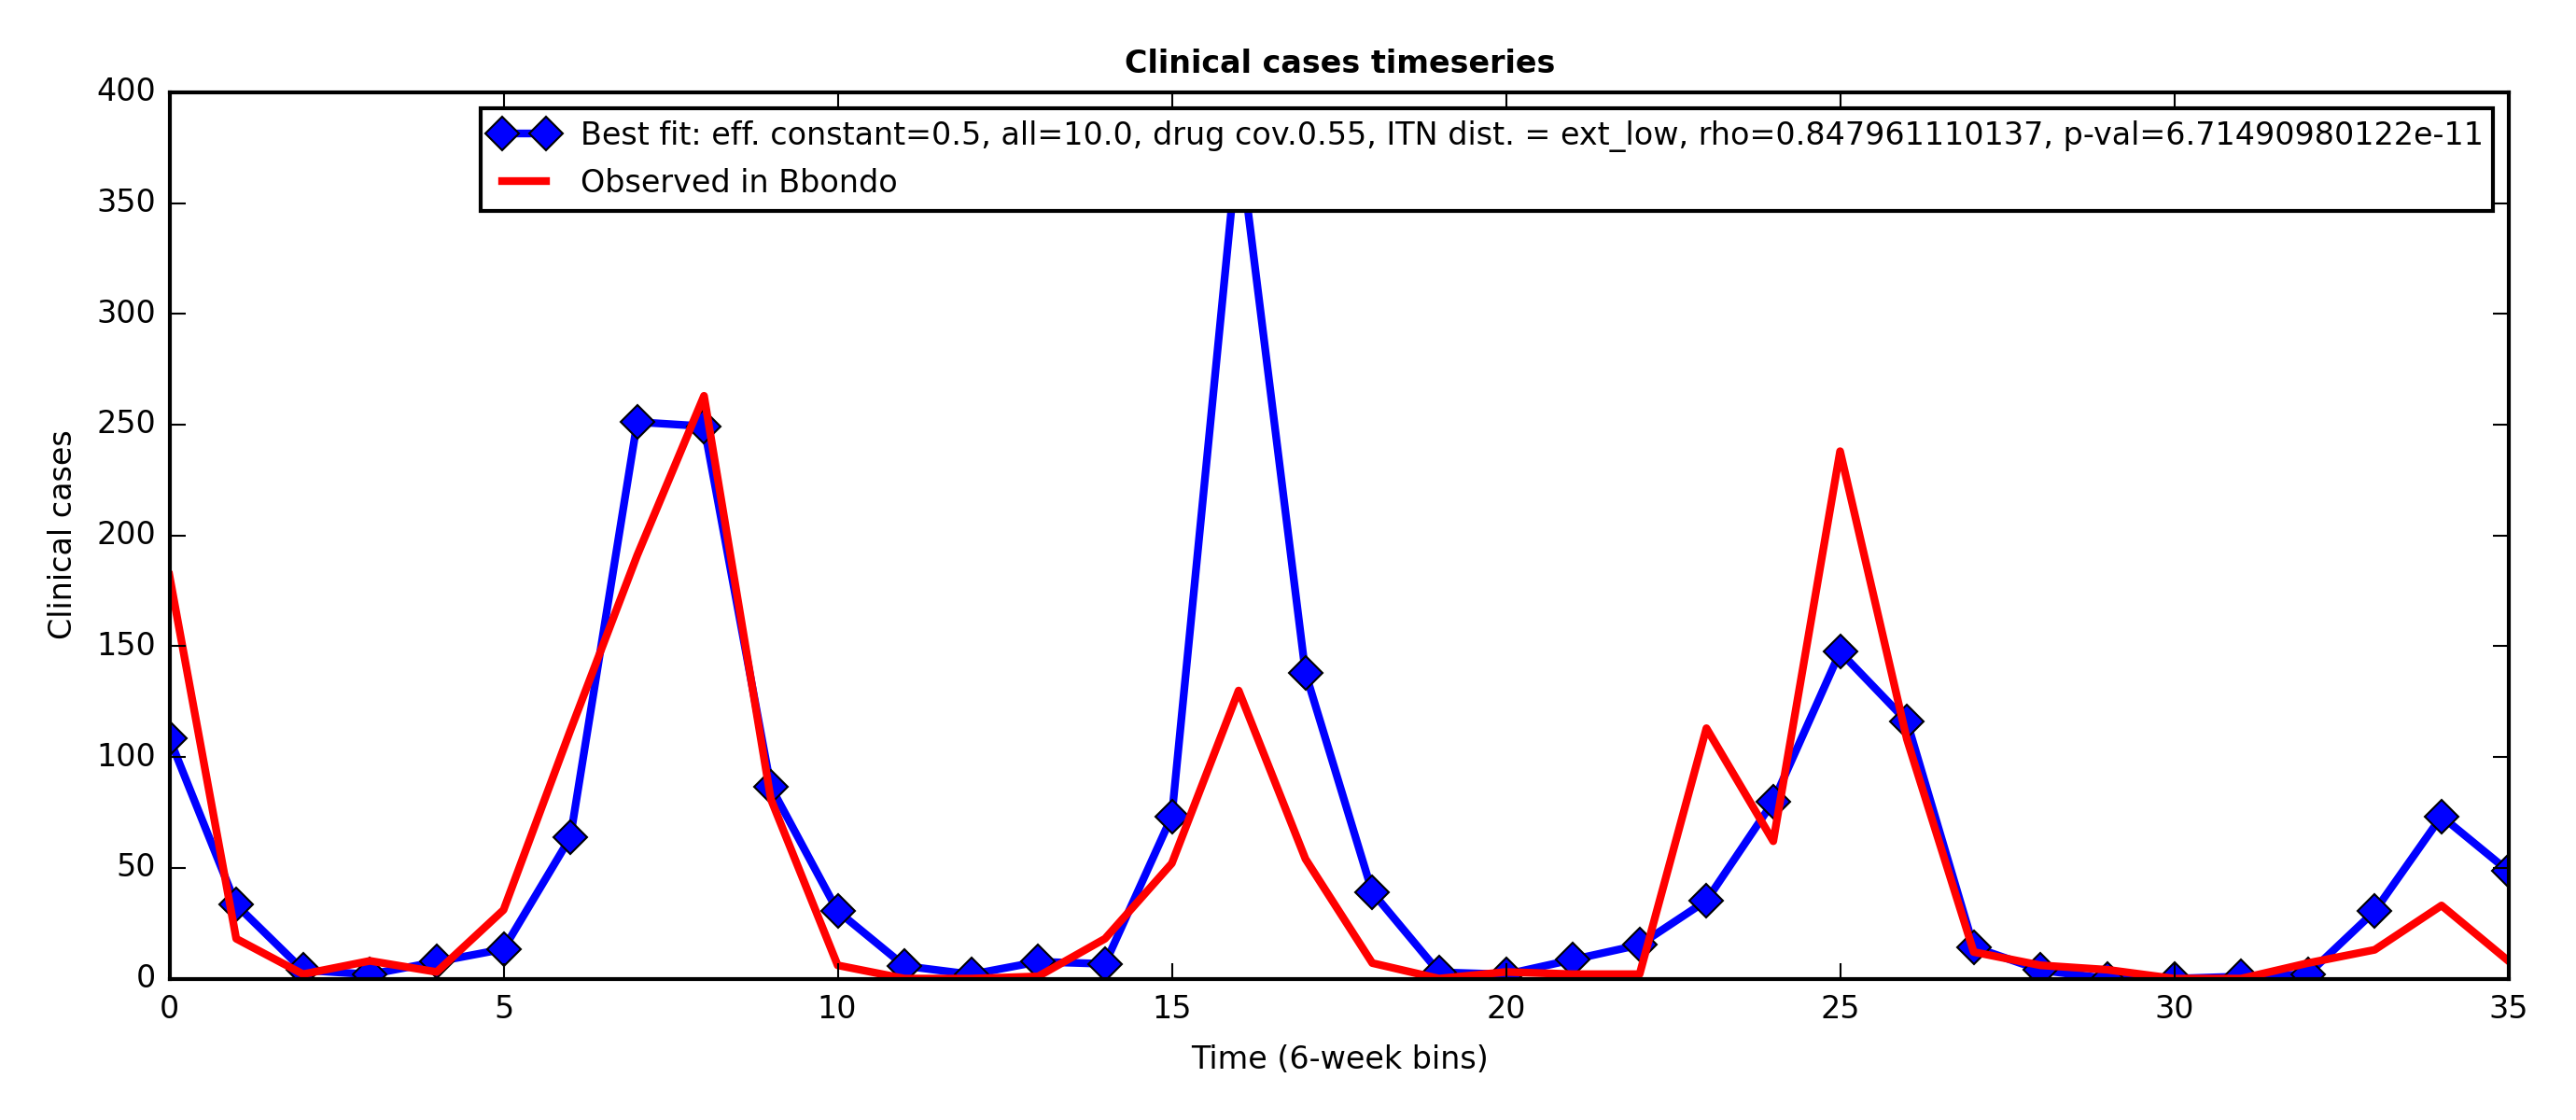 Clinical cases timeseries
400
350
300
250
200
150
100
50
0
Clinical cases
Best fit: eff. constant=0.5, all=10.0, drug cov.0.55, ITN dist. = ext_low, rho=0.847961110137, p-val=6.71490980122e-11
Observed in Bbondo
0 5 10 15 20 25 30 35
Time (6-week bins)